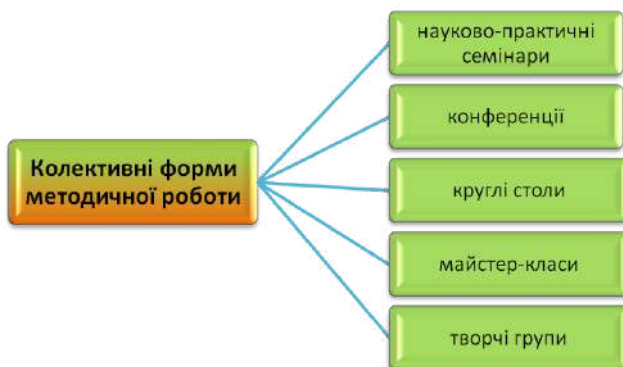 Колективні форми
методичної роботи
науково-практичні
семінари
конференції
круглі столи
майстер-класи
творчі групи